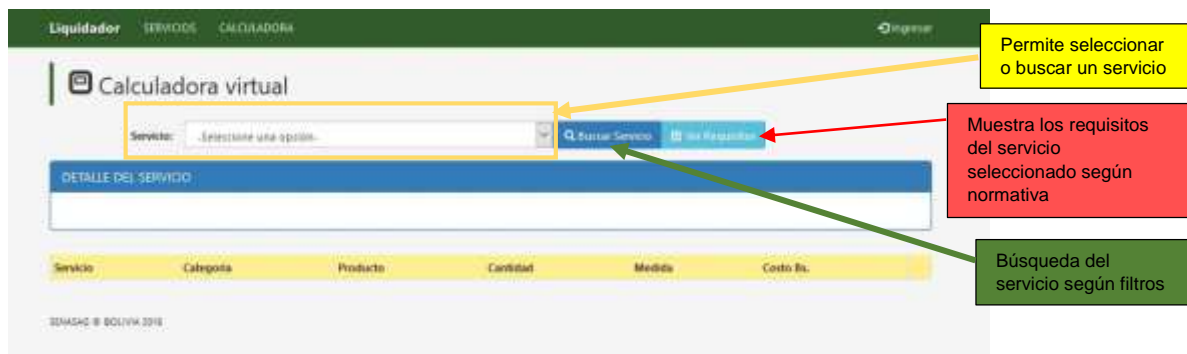 Liquidador SERVICIOS CALCULADORA Ingresar
Permite seleccionar
o buscar un servicio
Calculadora virtual
Servicio: -Seleccione una opción- Buscar Servicio Ver Requisitos
Muestra los requisitos
del servicio
seleccionado según
normativa
DETALLE DEL SERVICIO
Servicio Categoria Producto Cantidad Medida Costo Bs.
Búsqueda del
servicio según filtros
SENASAG © BOLIVIA 2018